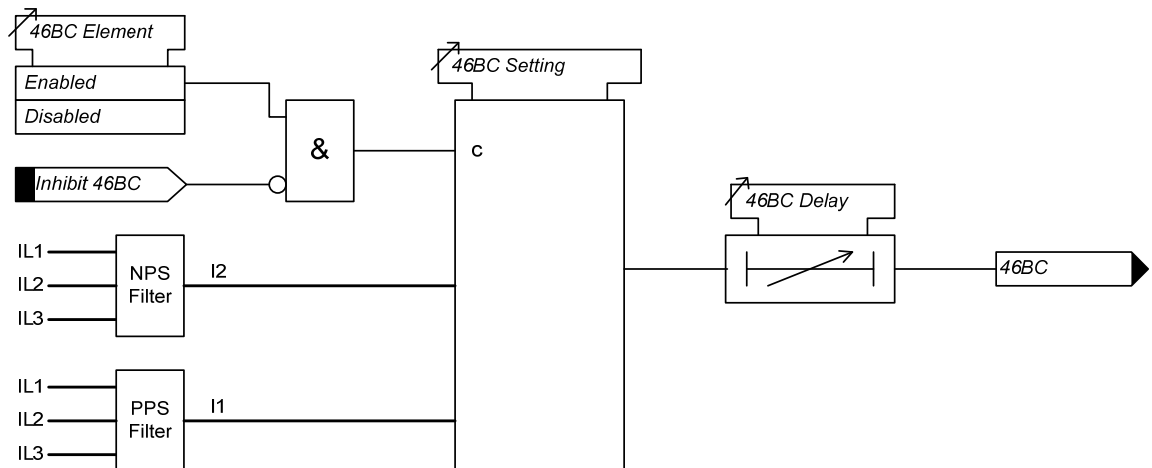 46BC Element
Enabled
Disabled
Inhibit 46BC
&
46BC Setting
c
46BC Delay
46BC
IL1
IL2
IL3
NPS
Filter
I2
IL1
IL2
IL3
PPS
Filter
I1